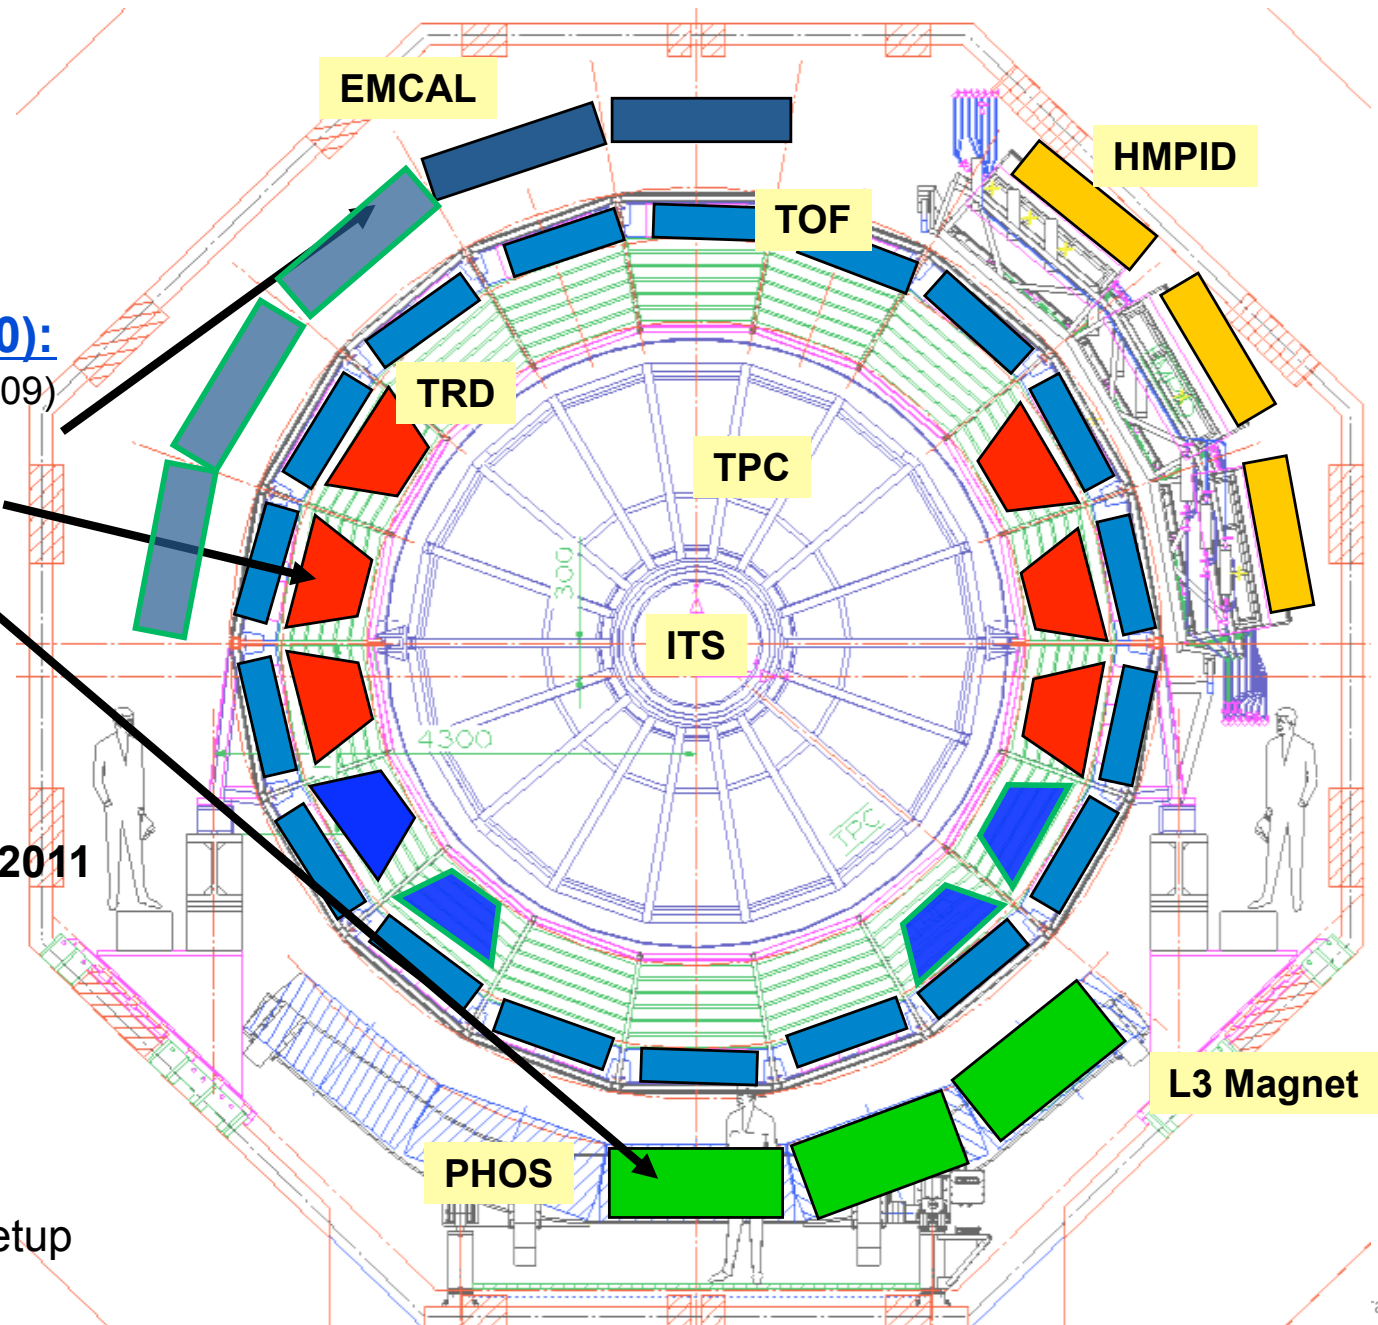 EMCAL
HMPID
TOF
0):
09)
TRD
TPC
300
ITS
4300
TPC
2011
L3 Magnet
PHOS
etup